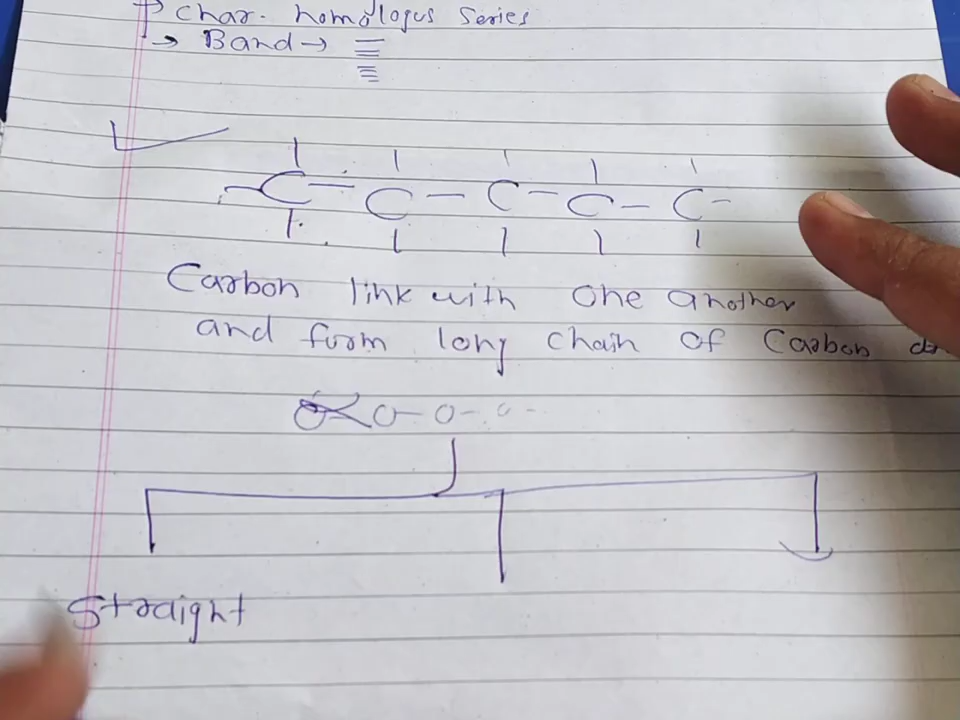 → Char. homologus Series
→ Band → = ≡
- C - C - C - C - C -
Carbon link with one another
and form long chain of Carbon
Straight